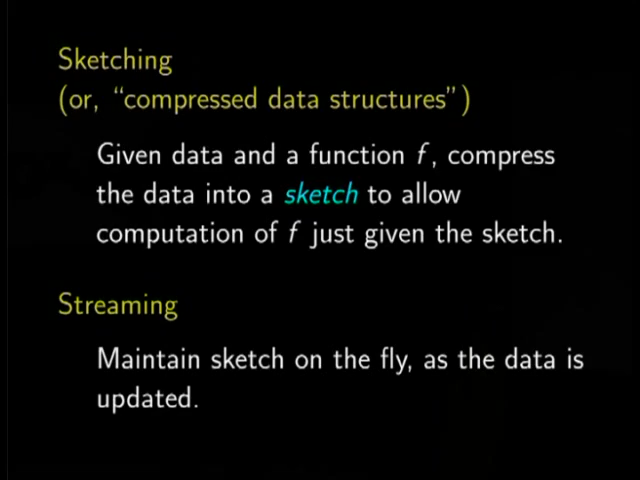 Sketching
(or, “compressed data structures”)
Given data and a function f, compress
the data into a sketch to allow
computation of f just given the sketch.
Streaming
Maintain sketch on the fly, as the data is
updated.